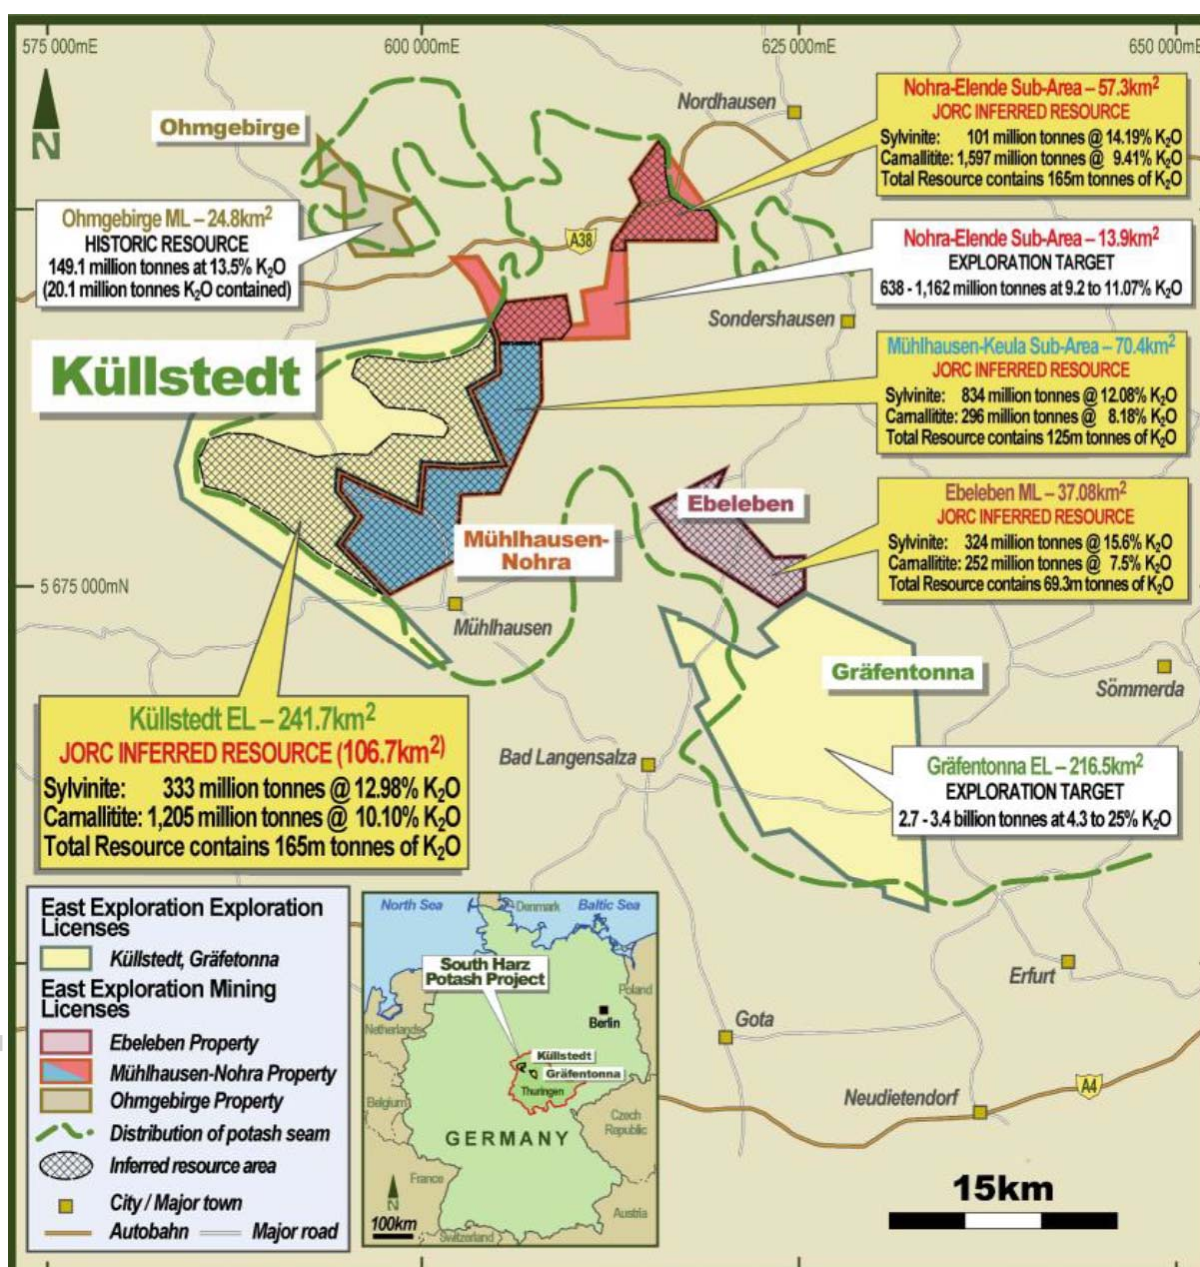 575 000mE
600 000mE
625 000mE
650 000mE
N
Ohmgebirge
Nordhausen
Nohra-Elende Sub-Area – 57.3km²
JORC INFERRED RESOURCE
Sylvinite: 101 million tonnes @ 14.19% K₂O
Carnallitite: 1,597 million tonnes @ 9.41% K₂O
Total Resource contains 165m tonnes of K₂O
Ohmgebirge ML – 24.8km²
HISTORIC RESOURCE
149.1 million tonnes at 13.5% K₂O
(20.1 million tonnes K₂O contained)
A38
Nohra-Elende Sub-Area – 13.9km²
EXPLORATION TARGET
638 - 1,162 million tonnes at 9.2 to 11.07% K₂O
Sondershausen
Küllstedt
Mühlhausen-Keula Sub-Area – 70.4km²
JORC INFERRED RESOURCE
Sylvinite: 834 million tonnes @ 12.08% K₂O
Carnallitite: 296 million tonnes @ 8.18% K₂O
Total Resource contains 125m tonnes of K₂O
Ebeleben
Ebeleben ML – 37.08km²
JORC INFERRED RESOURCE
Sylvinite: 324 million tonnes @ 15.6% K₂O
Carnallitite: 252 million tonnes @ 7.5% K₂O
Total Resource contains 69.3m tonnes of K₂O
Mühlhausen-
Nohra
5 675 000mN
Mühlhausen
Gräfentonna
Sömmerda
Küllstedt EL – 241.7km²
JORC INFERRED RESOURCE (106.7km²)
Sylvinite: 333 million tonnes @ 12.98% K₂O
Carnallitite: 1,205 million tonnes @ 10.10% K₂O
Total Resource contains 165m tonnes of K₂O
Bad Langensalza
Gräfentonna EL – 216.5km²
EXPLORATION TARGET
2.7 - 3.4 billion tonnes at 4.3 to 25% K₂O
East Exploration Exploration
Licenses
Küllstedt, Gräfetonna
East Exploration Mining
Licenses
Ebeleben Property
Mühlhausen-Nohra Property
Ohmgebirge Property
Distribution of potash seam
Inferred resource area
City / Major town
Autobahn
Major road
North Sea
Denmark
Baltic Sea
South Harz
Potash Project
Poland
Berlin
Netherlands
Küllstedt
Gräfentonna
Thuringen
Belgium
GERMANY
Czech
Republic
France
N
100km
Austria
Switzerland
Erfurt
Gota
A4
Neudietendorf
15km